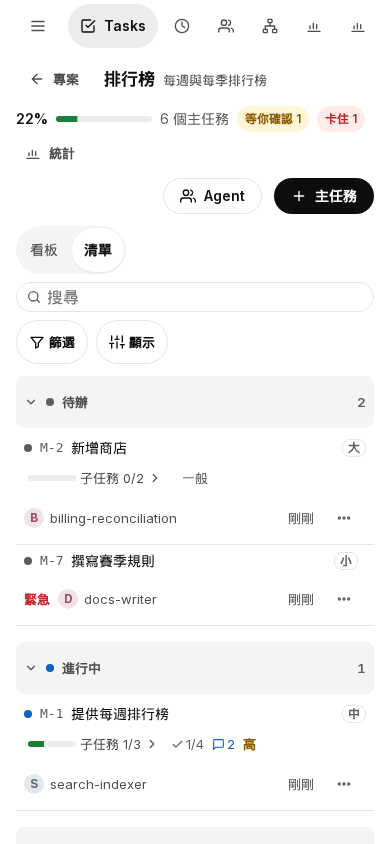 Tasks
專案 排行榜 每週與每季排行榜
22% 6 個主任務 等你確認 1 卡住 1
統計
Agent 主任務
看板 清單
搜尋
篩選 顯示
待辦 2
M-2 新增商店 大
子任務 0/2 一般
B billing-reconciliation 剛剛
M-7 撰寫賽季規則 小
緊急 D docs-writer 剛剛
進行中 1
M-1 提供每週排行榜 中
子任務 1/3 1/4 2 高
S search-indexer 剛剛